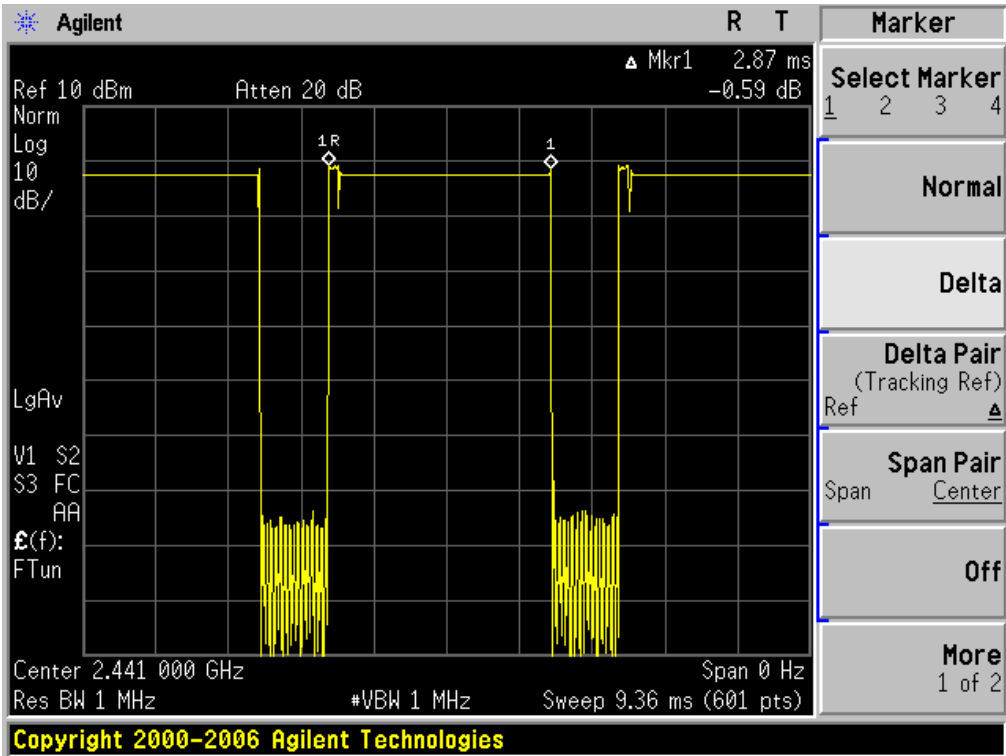 Agilent R T
Δ Mkr1 2.87 ms
Ref 10 dBm Atten 20 dB -0.59 dB
Norm
Log
10
dB/
1R
1
LgAv
V1 S2
S3 FC
AA
£(f):
FTun
Center 2.441 000 GHz Span 0 Hz
Res BW 1 MHz #VBW 1 MHz Sweep 9.36 ms (601 pts)
Copyright 2000-2006 Agilent Technologies
Marker
Select Marker
1 2 3 4
Normal
Delta
Delta Pair
(Tracking Ref)
Ref Δ
Span Pair
Span Center
Off
More
1 of 2